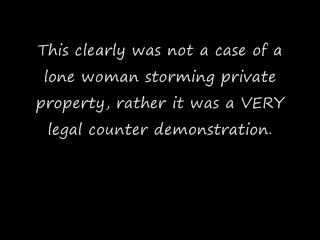 This clearly was not a case of a
lone woman storming private
property, rather it was a VERY
legal counter demonstration.